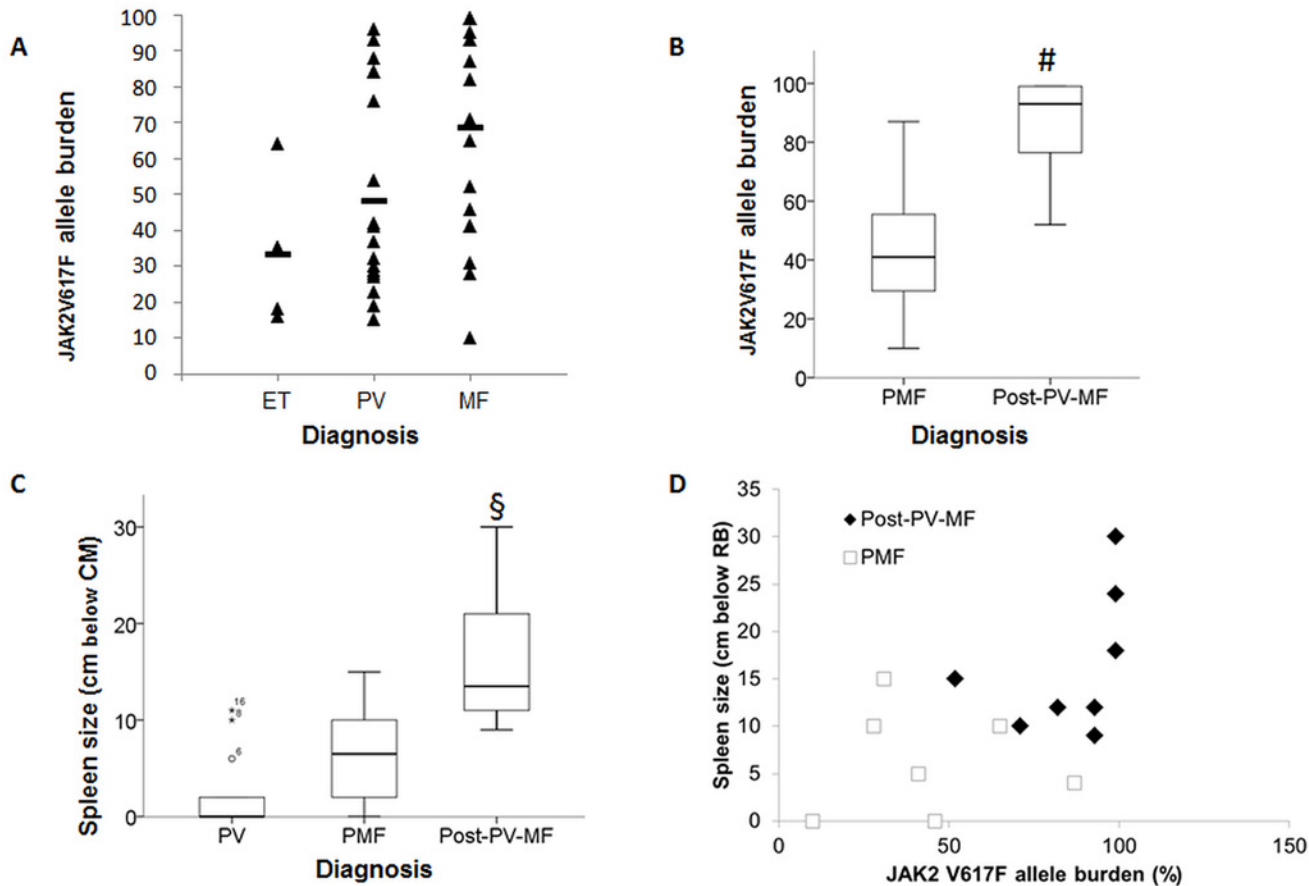 A
JAK2V617F allele burden
100
90
80
70
60
50
40
30
20
10
0
ET PV MF
Diagnosis
B
JAK2V617F allele burden
#
100
80
60
40
20
0
PMF Post-PV-MF
Diagnosis
C
Spleen size (cm below CM)
§
30
20
10
0
*16
*8
○6
PV PMF Post-PV-MF
Diagnosis
D
Spleen size (cm below RB)
35
30
25
20
15
10
5
0
◆ Post-PV-MF
□ PMF
0 50 100 150
JAK2 V617F allele burden (%)